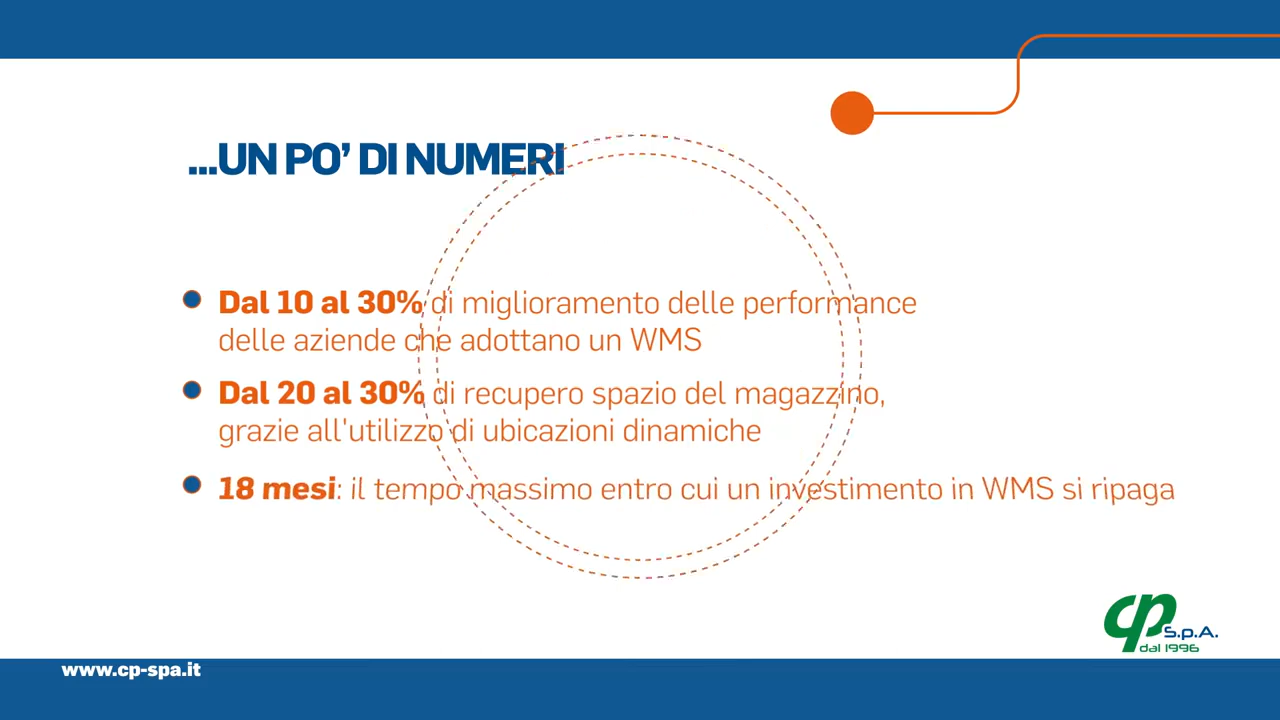 ...UN PO’ DI NUMERI
Dal 10 al 30% di miglioramento delle performance
delle aziende che adottano un WMS
Dal 20 al 30% di recupero spazio del magazzino,
grazie all'utilizzo di ubicazioni dinamiche
18 mesi: il tempo massimo entro cui un investimento in WMS si ripaga
cp S.p.A.
dal 1996
www.cp-spa.it